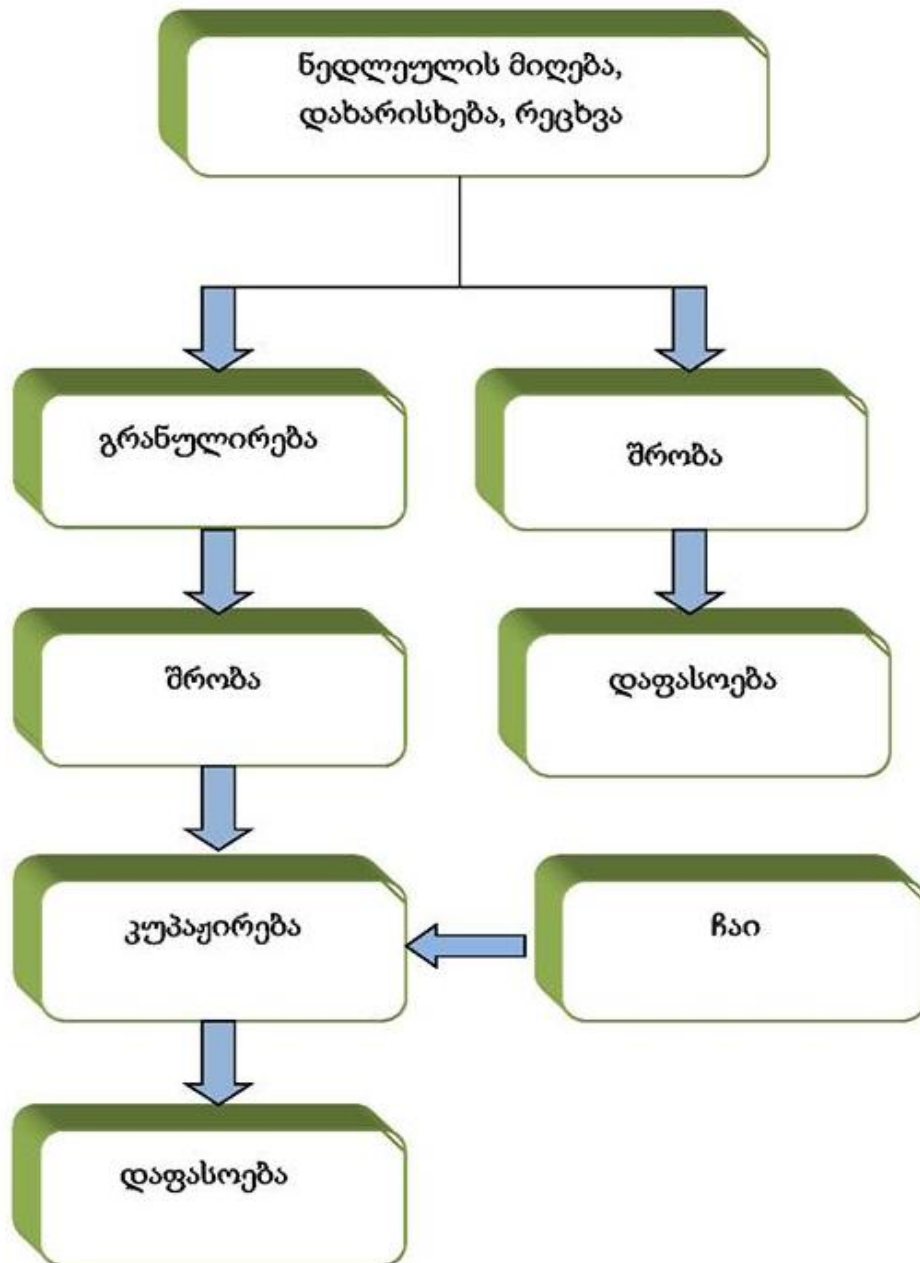 ნედლეულის მიღება,
დახარისხება, რეცხვა
გრანულირება
შრობა
შრობა
დაფასოება
კუპაჟირება
ჩაი
დაფასოება